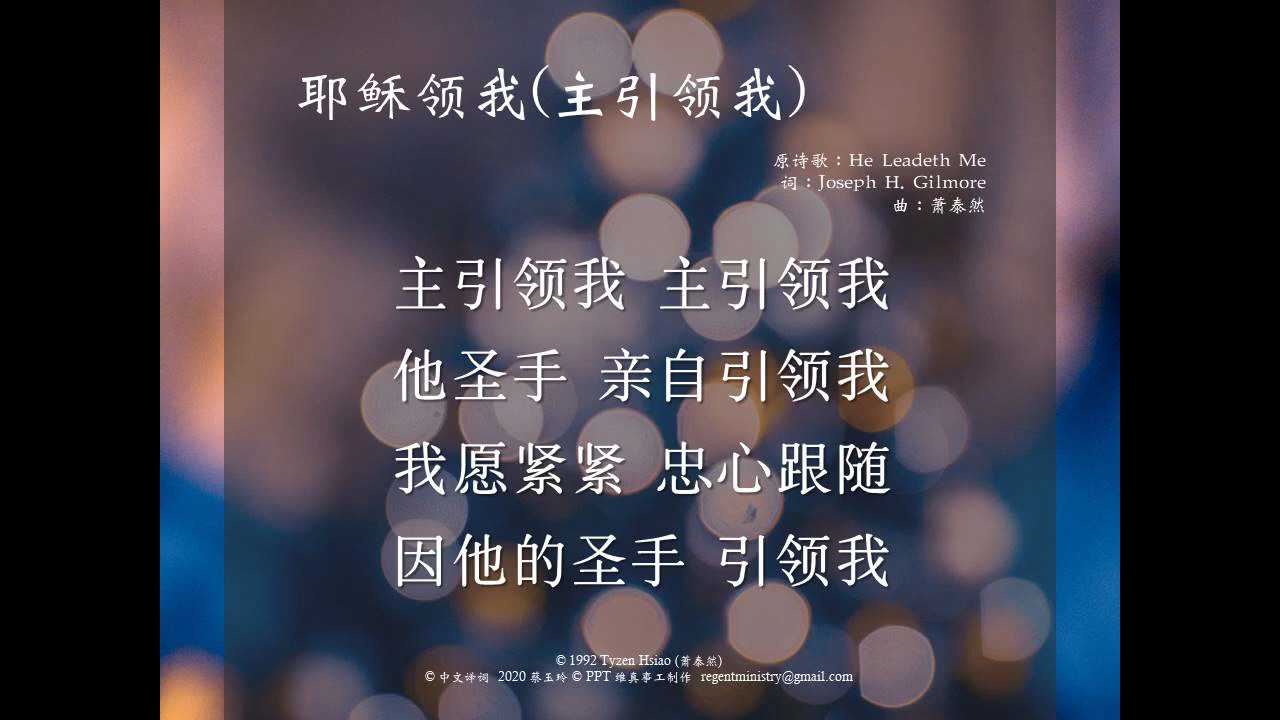 耶稣领我(主引领我)
原诗歌：He Leadeth Me
词：Joseph H. Gilmore
曲：萧泰然
主引领我 主引领我
他圣手 亲自引领我
我愿紧紧 忠心跟随
因他的圣手 引领我
© 1992 Tyzen Hsiao (萧泰然)
© 中文译词 2020 蔡玉玲 © PPT 维真事工制作 regentministry@gmail.com